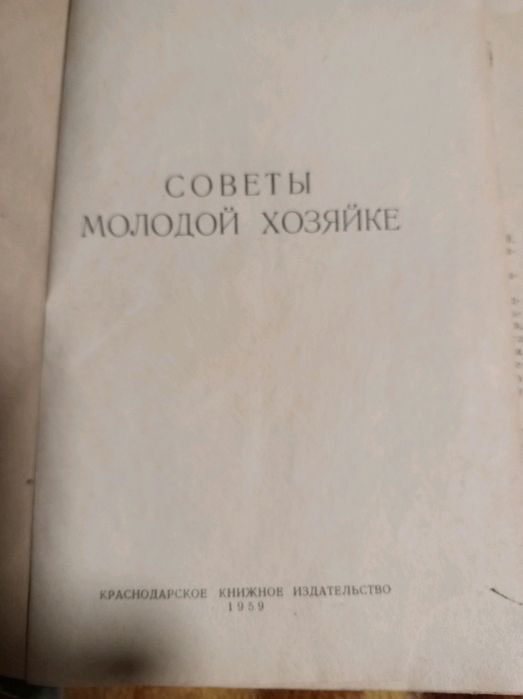 СОВЕТЫ
МОЛОДОЙ ХОЗЯЙКЕ
КРАСНОДАРСКОЕ КНИЖНОЕ ИЗДАТЕЛЬСТВО
1959